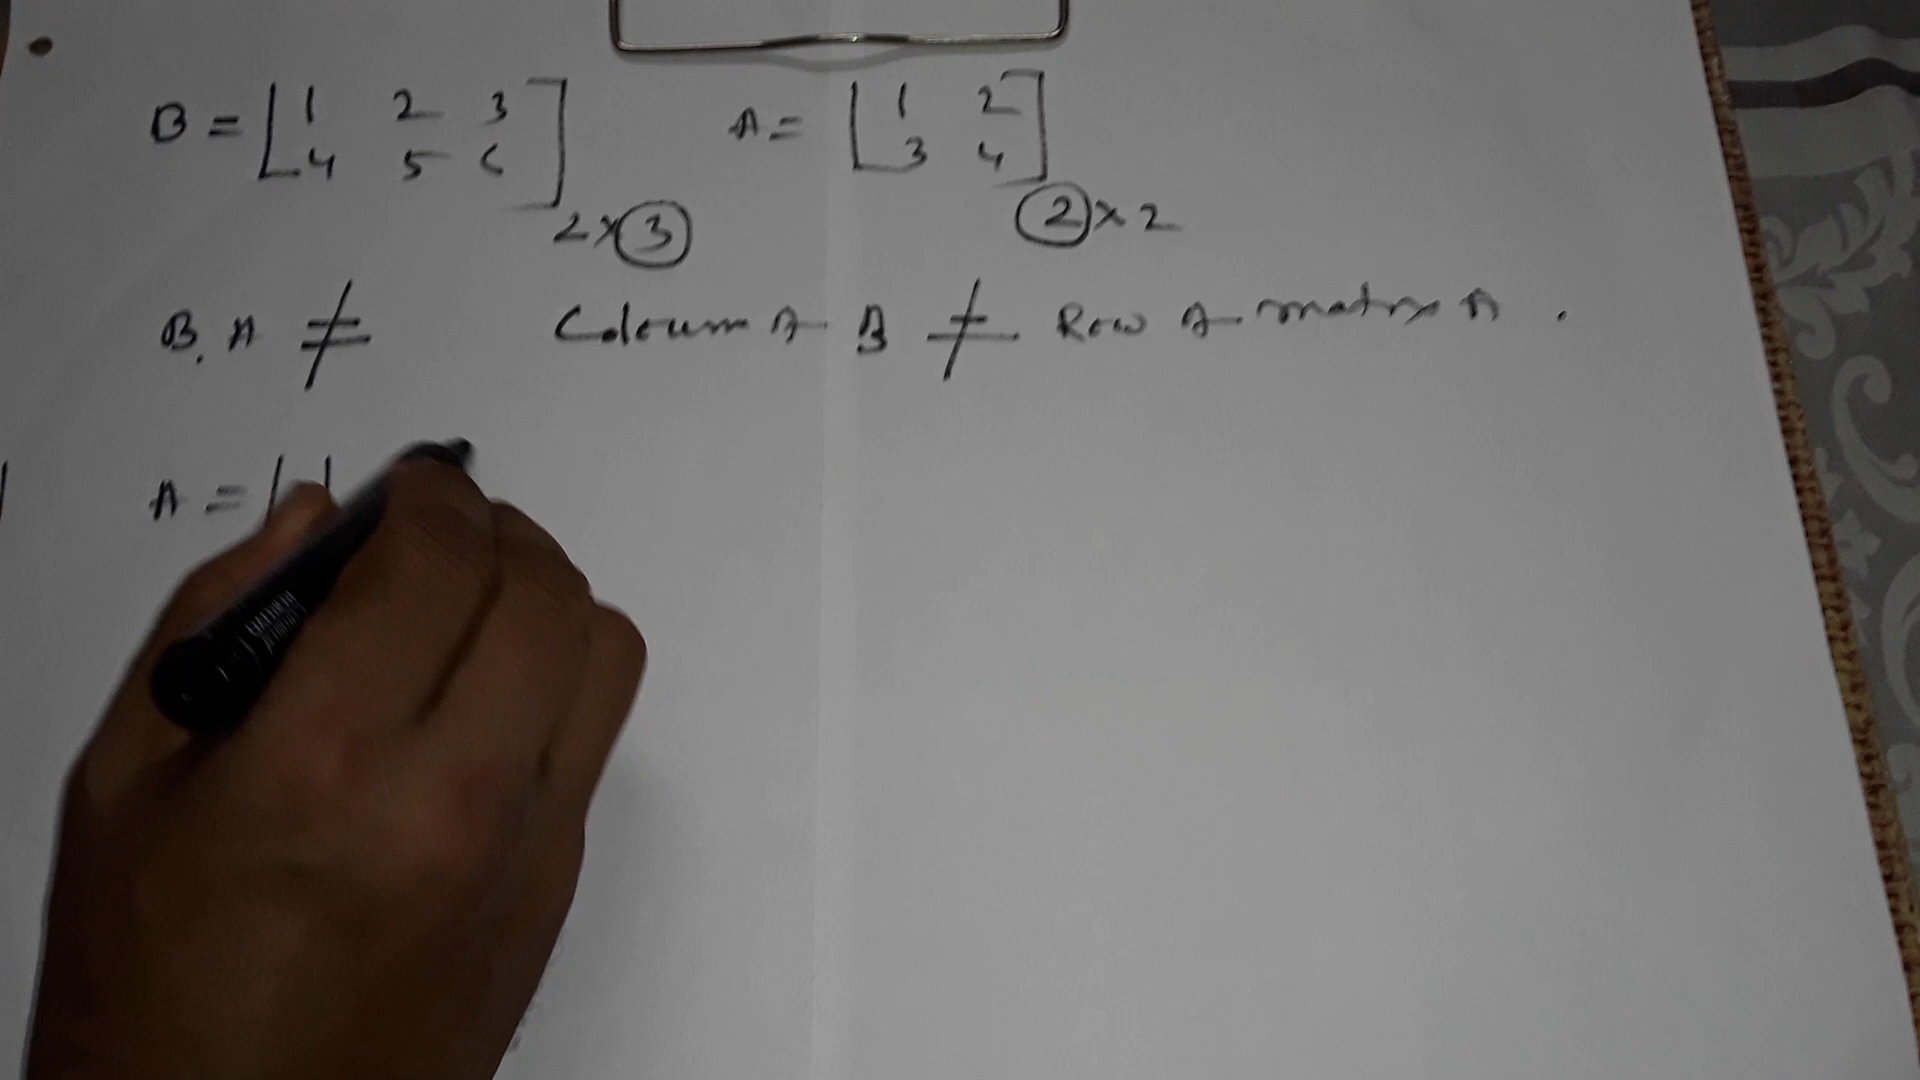 B = [1 2 3 A = [1 2
4 5 6] 2×3 3 4] 2×2
B. A ≠ Coloum of B ≠ Row of matrix A .
A = [1